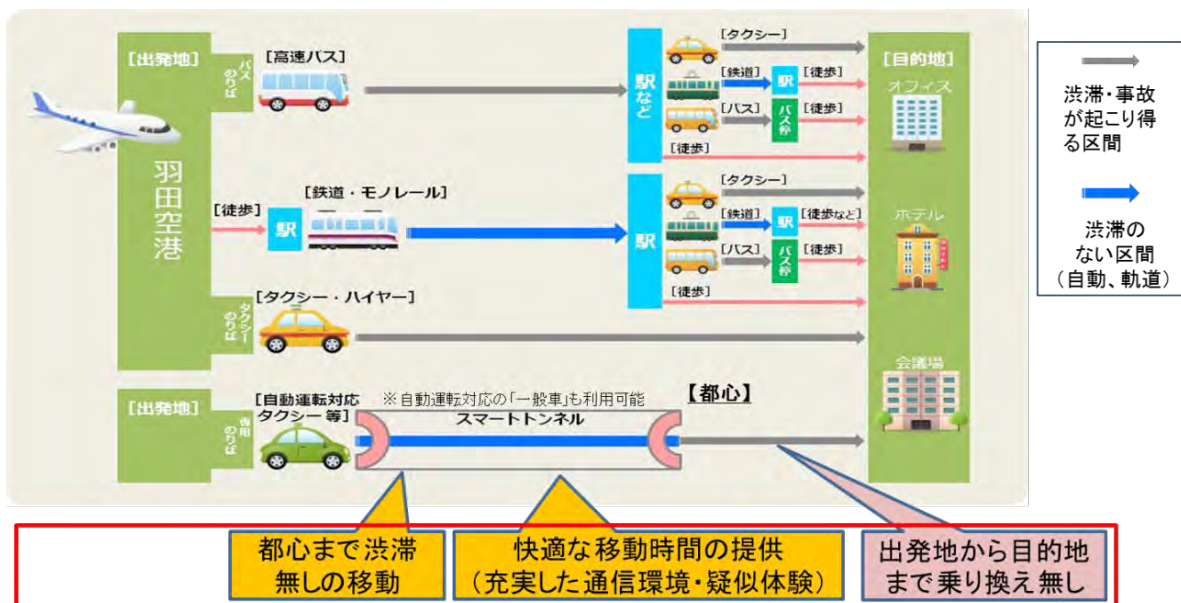 [出発地]
バスのりば
[高速バス]
羽田空港
駅など
[タクシー]
[鉄道]
駅
[徒歩]
[バス]
バス停
[徒歩]
[徒歩]
[目的地]
オフィス
ホテル
会議場
[徒歩]
駅
[鉄道・モノレール]
駅
[タクシー]
[鉄道]
駅
[徒歩など]
[バス]
バス停
[徒歩]
[徒歩]
タクシーのりば
[タクシー・ハイヤー]
[出発地]
専用のりば
[自動運転対応
タクシー等]
※自動運転対応の「一般車」も利用可能
スマートトンネル
【都心】
渋滞・事故
が起こり得
る区間
渋滞の
ない区間
(自動、軌道)
都心まで渋滞
無しの移動
快適な移動時間の提供
(充実した通信環境・疑似体験)
出発地から目的地
まで乗り換え無し